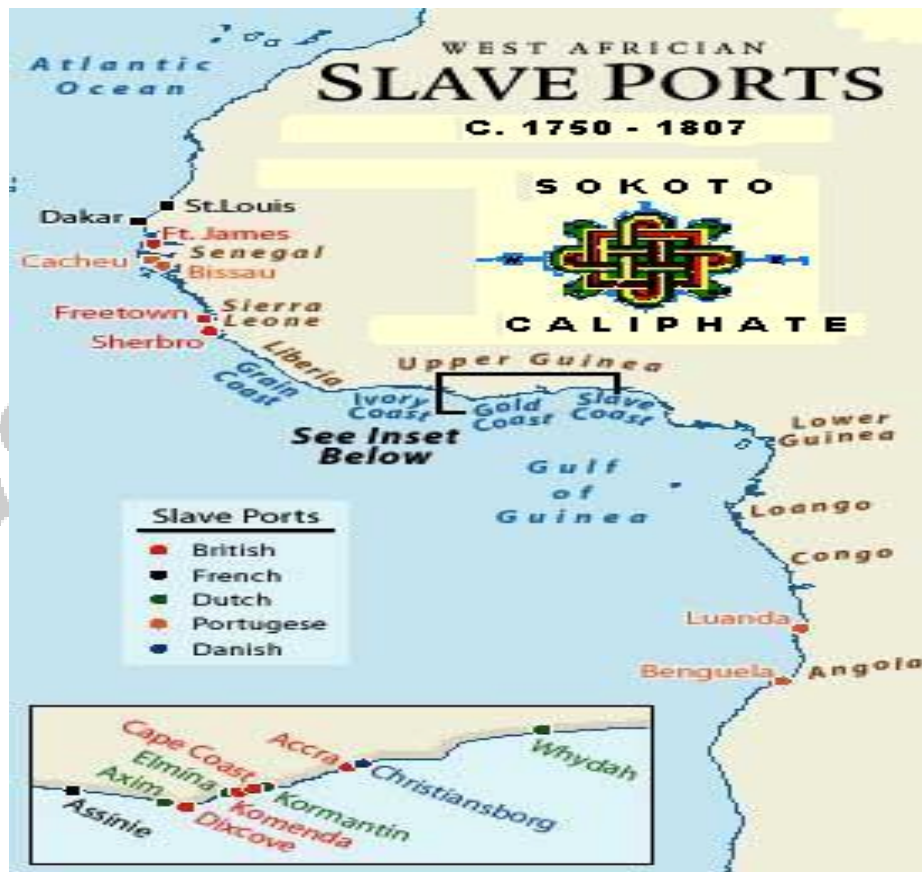 WEST AFRICIAN
SLAVE PORTS
C. 1750 - 1807
Atlantic
Ocean
SOKOTO
CALIPHATE
St.Louis
Dakar
Ft. James
Senegal
Cacheu
Bissau
Freetown
Sierra
Leone
Sherbro
Liberia
Grain
Coast
Upper Guinea
Ivory
Coast
Gold
Coast
Slave
Coast
See Inset
Below
Lower
Guinea
Gulf
of
Guinea
Loango
Congo
Luanda
Benguela
Angola
Slave Ports
British
French
Dutch
Portugese
Danish
Cape Coast
Accra
Elmina
Axim
Assinie
Dixcove
Komenda
Kormantin
Christiansborg
Whydah